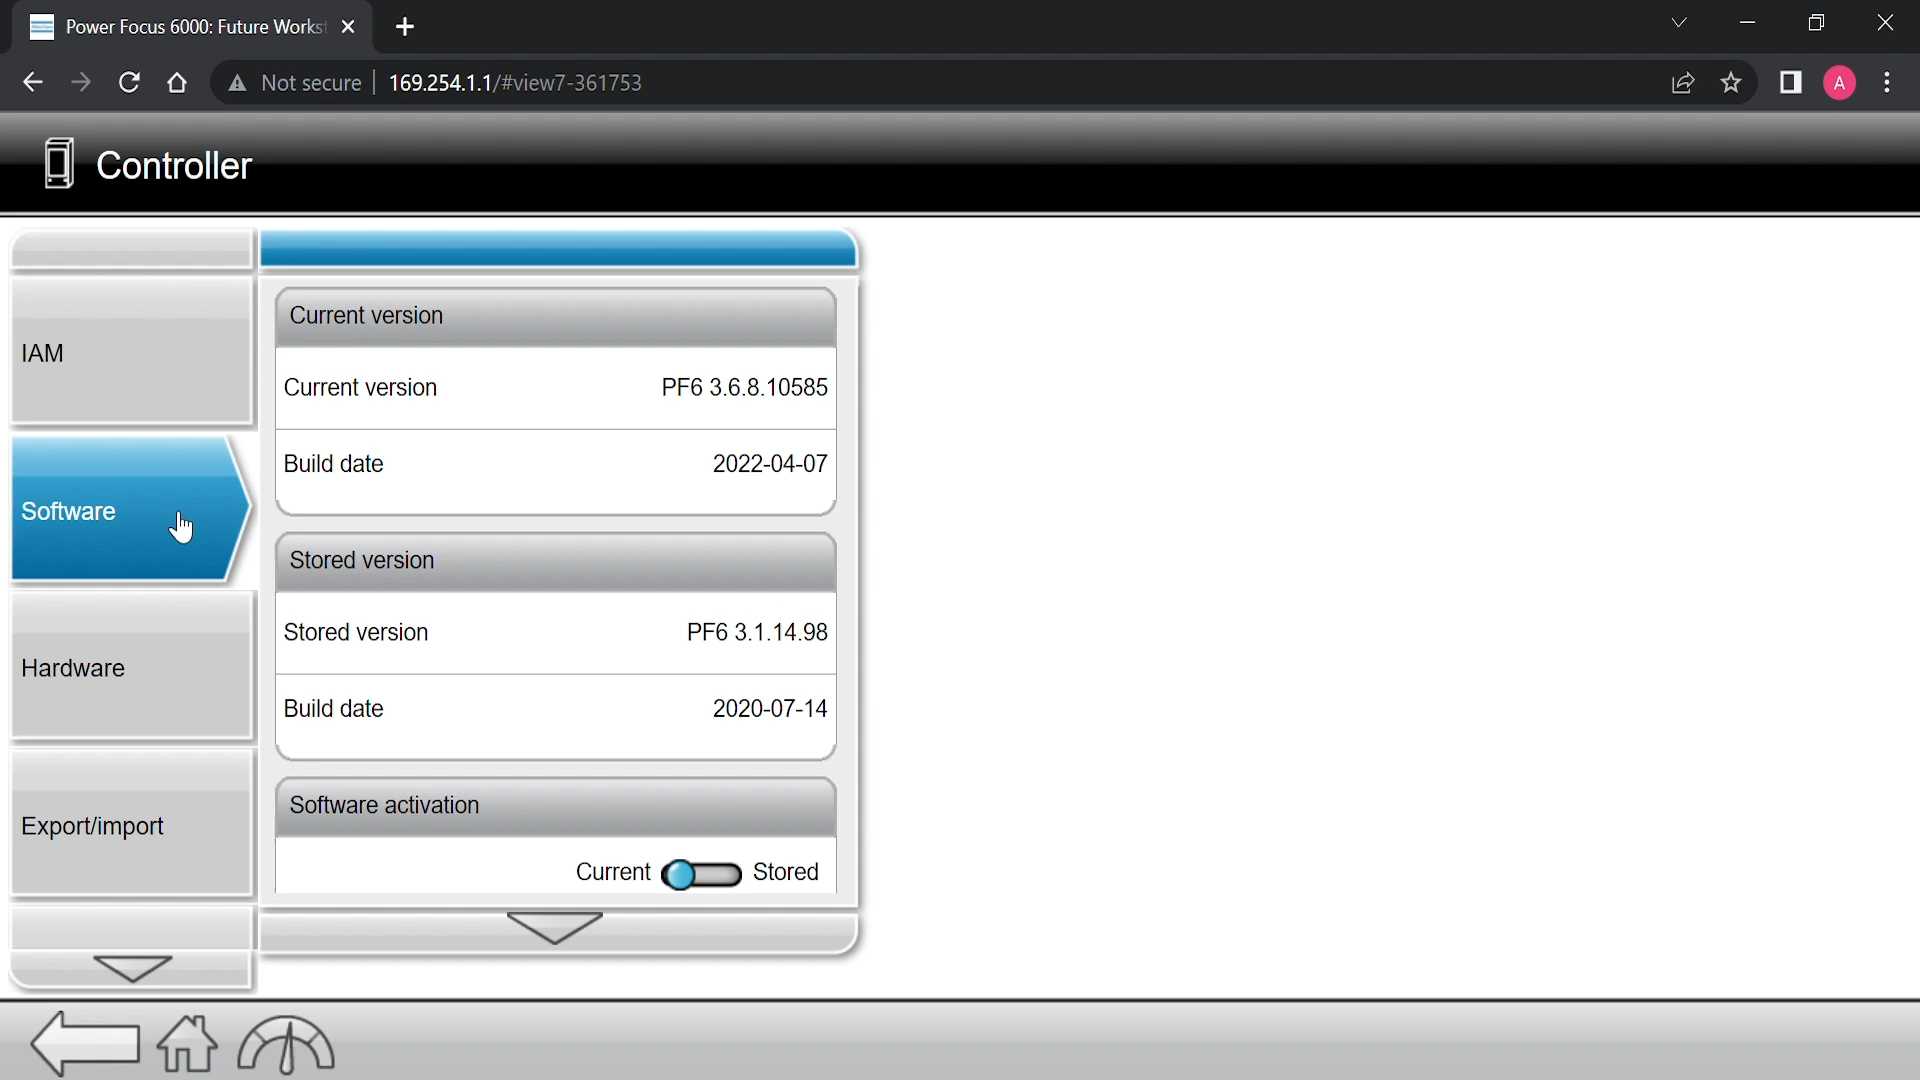 Power Focus 6000: Future Workst
Not secure
169.254.1.1/#view7-361753
A
Controller
IAM
Software
Hardware
Export/import
Current version
Current version PF6 3.6.8.10585
Build date 2022-04-07
Stored version
Stored version PF6 3.1.14.98
Build date 2020-07-14
Software activation
Current Stored